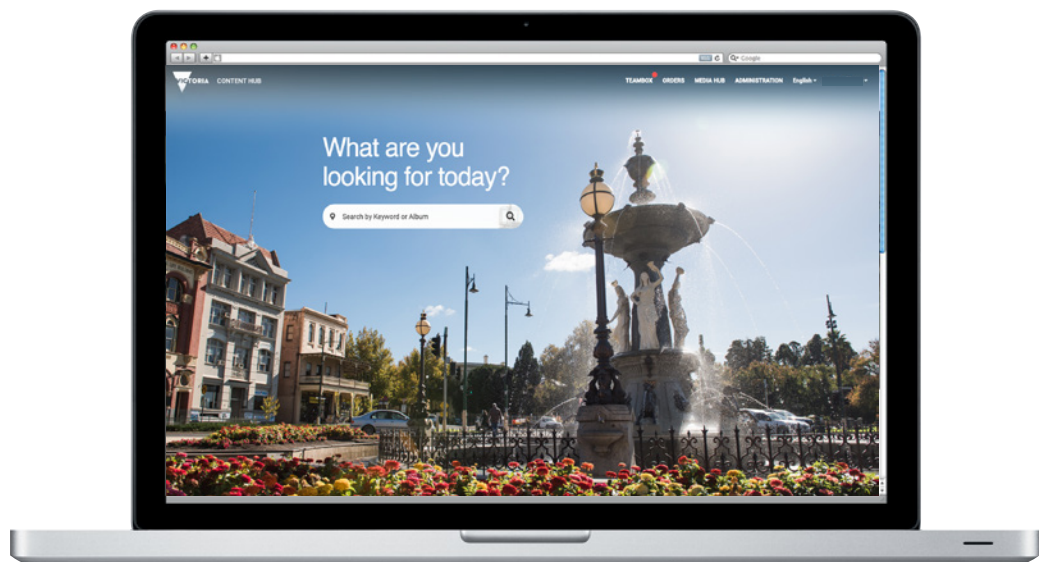 Google
VICTORIA CONTENT HUB
TEAMBOX ORDERS MEDIA HUB ADMINISTRATION English
What are you
looking for today?
Search by Keyword or Album